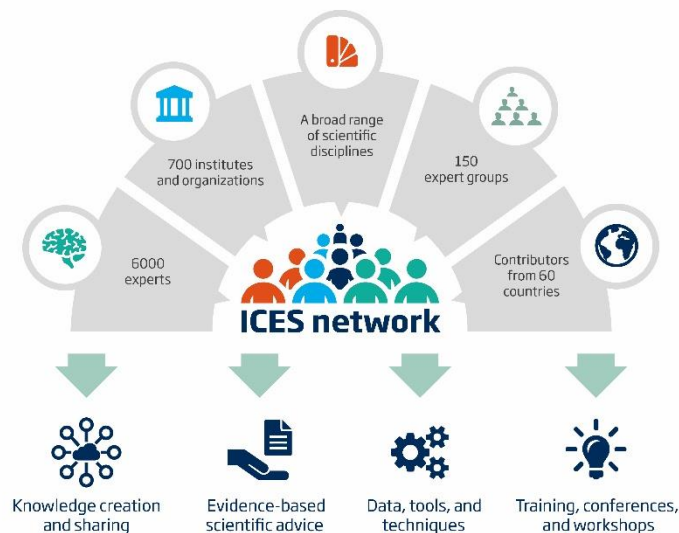 A broad range
of scientific
disciplines
700 institutes
and organizations
150
expert groups
6000
experts
Contributors
from 60
countries
ICES network
Knowledge creation
and sharing
Evidence-based
scientific advice
Data, tools, and
techniques
Training, conferences,
and workshops